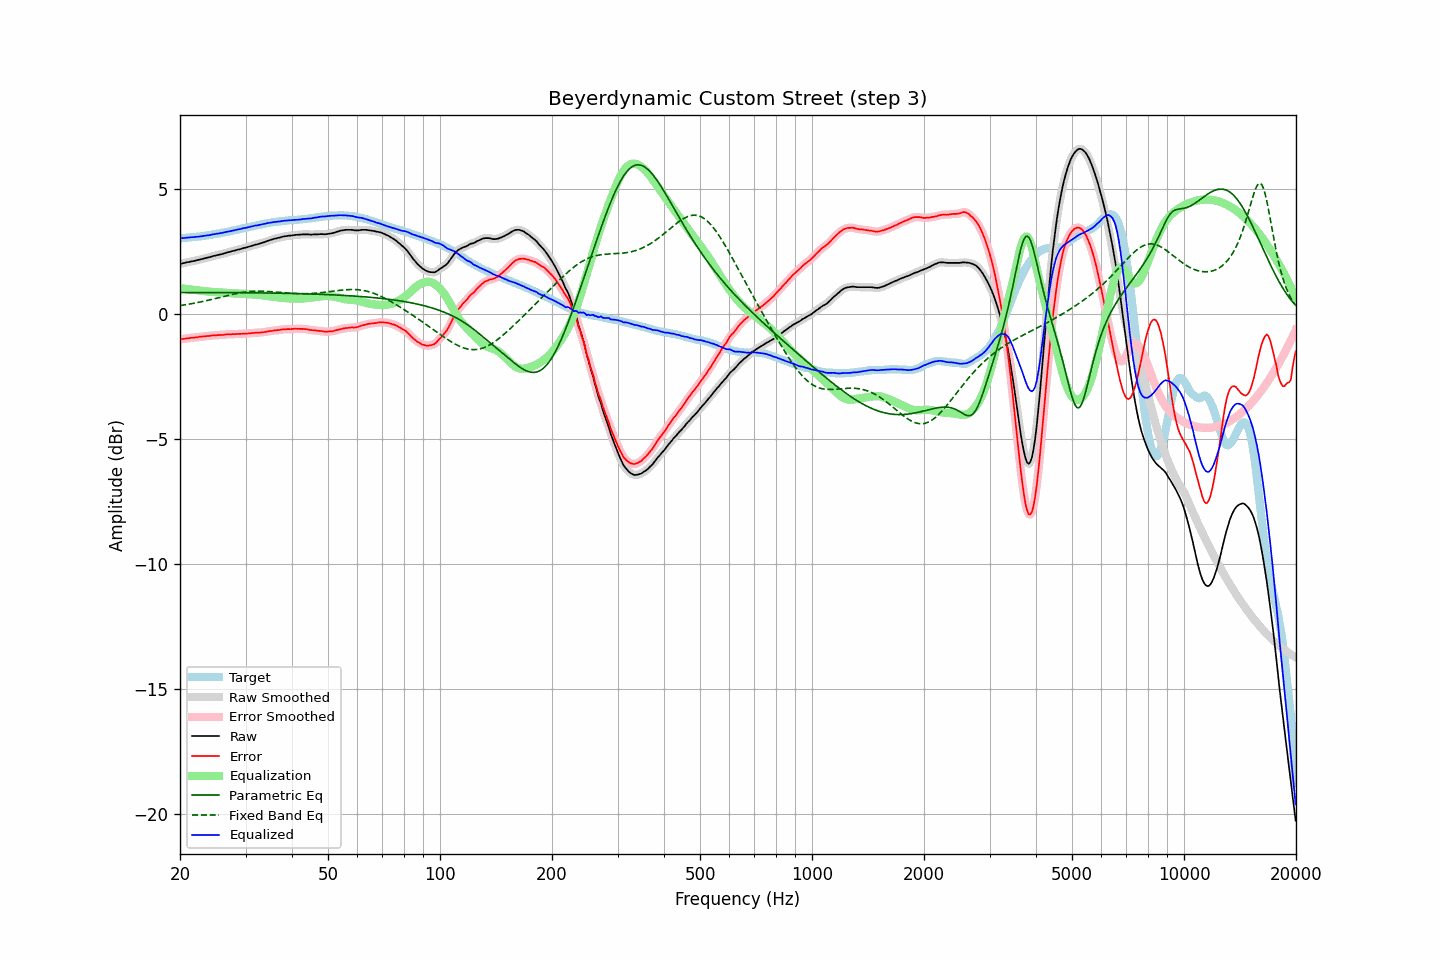 Beyerdynamic Custom Street (step 3)
Amplitude (dBr)
5
0
−5
−10
−15
−20
Target
Raw Smoothed
Error Smoothed
Raw
Error
Equalization
Parametric Eq
Fixed Band Eq
Equalized
20 50 100 200 500 1000 2000 5000 10000 20000
Frequency (Hz)